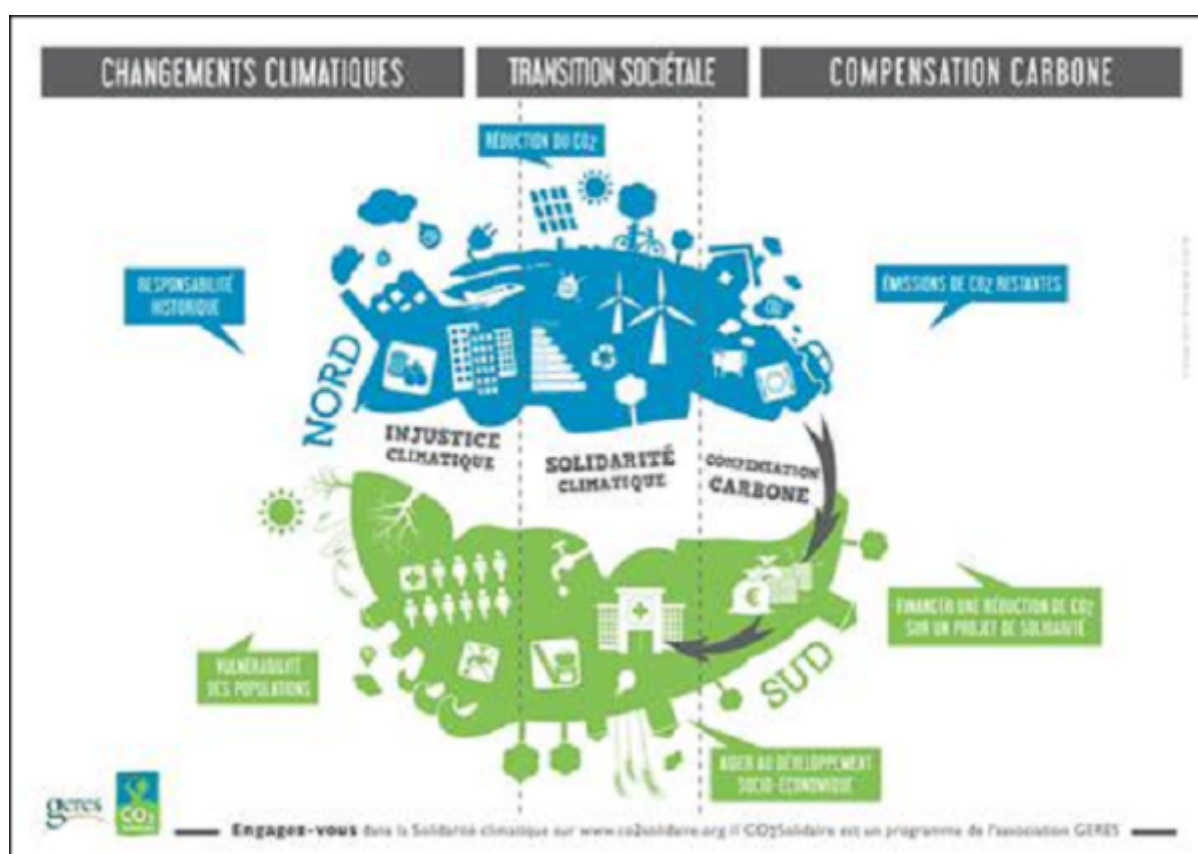 CHANGEMENTS CLIMATIQUES
TRANSITION SOCIÉTALE
COMPENSATION CARBONE
RÉDUCTION DU CO2
RESPONSABILITÉ
HISTORIQUE
ÉMISSIONS DE CO2 RESTANTES
CO2
NORD
INJUSTICE
CLIMATIQUE
SOLIDARITÉ
CLIMATIQUE
COMPENSATION
CARBONE
€
FINANCER UNE RÉDUCTION DE CO2
SUR UN PROJET DE SOLIDARITÉ
VULNÉRABILITÉ
DES POPULATIONS
SUD
AIDER AU DÉVELOPPEMENT
SOCIO-ÉCONOMIQUE
geres
CO2
Engagez-vous dans la Solidarité climatique sur www.co2solidaire.org // CO2Solidaire est un programme de l'association GERES